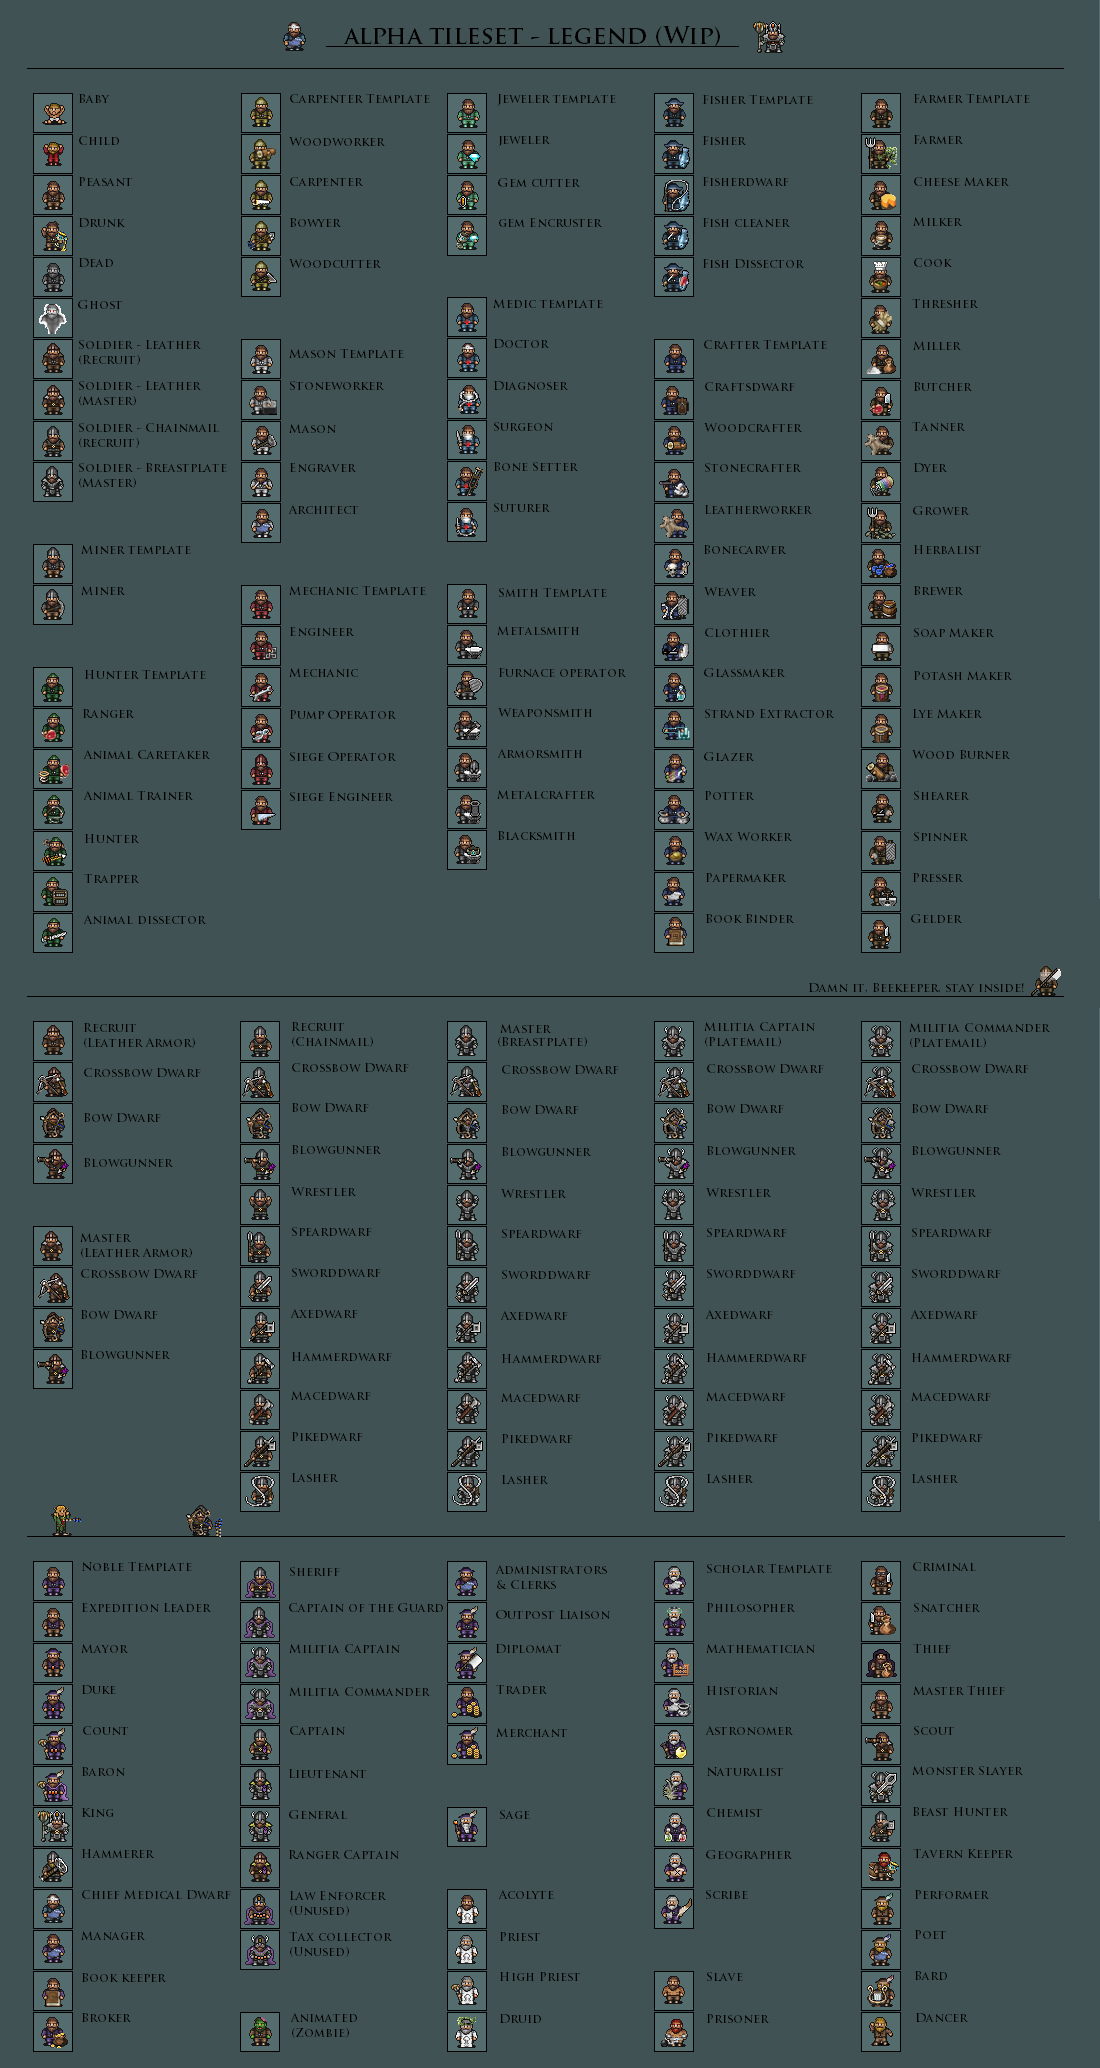 ALPHA TILESET - LEGEND (WIP)
BABY
CHILD
PEASANT
DRUNK
DEAD
GHOST
SOLDIER - LEATHER
(RECRUIT)
SOLDIER - LEATHER
(MASTER)
SOLDIER - CHAINMAIL
(RECRUIT)
SOLDIER - BREASTPLATE
(MASTER)
MINER TEMPLATE
MINER
HUNTER TEMPLATE
RANGER
ANIMAL CARETAKER
ANIMAL TRAINER
HUNTER
TRAPPER
ANIMAL DISSECTOR
CARPENTER TEMPLATE
WOODWORKER
CARPENTER
BOWYER
WOODCUTTER
MASON TEMPLATE
STONEWORKER
MASON
ENGRAVER
ARCHITECT
MECHANIC TEMPLATE
ENGINEER
MECHANIC
PUMP OPERATOR
SIEGE OPERATOR
SIEGE ENGINEER
JEWELER TEMPLATE
JEWELER
GEM CUTTER
GEM ENCRUSTER
MEDIC TEMPLATE
DOCTOR
DIAGNOSER
SURGEON
BONE SETTER
SUTURER
SMITH TEMPLATE
METALSMITH
FURNACE OPERATOR
WEAPONSMITH
ARMORSMITH
METALCRAFTER
BLACKSMITH
FISHER TEMPLATE
FISHER
FISHERDWARF
FISH CLEANER
FISH DISSECTOR
CRAFTER TEMPLATE
CRAFTSDWARF
WOODCRAFTER
STONECRAFTER
LEATHERWORKER
BONECARVER
WEAVER
CLOTHIER
GLASSMAKER
STRAND EXTRACTOR
GLAZER
POTTER
WAX WORKER
PAPERMAKER
BOOK BINDER
FARMER TEMPLATE
FARMER
CHEESE MAKER
MILKER
COOK
THRESHER
MILLER
BUTCHER
TANNER
DYER
GROWER
HERBALIST
BREWER
SOAP MAKER
POTASH MAKER
LYE MAKER
WOOD BURNER
SHEARER
SPINNER
PRESSER
GELDER
DAMN IT, BEEKEEPER, STAY INSIDE!
RECRUIT
(LEATHER ARMOR)
CROSSBOW DWARF
BOW DWARF
BLOWGUNNER
MASTER
(LEATHER ARMOR)
CROSSBOW DWARF
BOW DWARF
BLOWGUNNER
RECRUIT
(CHAINMAIL)
CROSSBOW DWARF
BOW DWARF
BLOWGUNNER
WRESTLER
SPEARDWARF
SWORDDWARF
AXEDWARF
HAMMERDWARF
MACEDWARF
PIKEDWARF
LASHER
MASTER
(BREASTPLATE)
CROSSBOW DWARF
BOW DWARF
BLOWGUNNER
WRESTLER
SPEARDWARF
SWORDDWARF
AXEDWARF
HAMMERDWARF
MACEDWARF
PIKEDWARF
LASHER
MILITIA CAPTAIN
(PLATEMAIL)
CROSSBOW DWARF
BOW DWARF
BLOWGUNNER
WRESTLER
SPEARDWARF
SWORDDWARF
AXEDWARF
HAMMERDWARF
MACEDWARF
PIKEDWARF
LASHER
MILITIA COMMANDER
(PLATEMAIL)
CROSSBOW DWARF
BOW DWARF
BLOWGUNNER
WRESTLER
SPEARDWARF
SWORDDWARF
AXEDWARF
HAMMERDWARF
MACEDWARF
PIKEDWARF
LASHER
NOBLE TEMPLATE
EXPEDITION LEADER
MAYOR
DUKE
COUNT
BARON
KING
HAMMERER
CHIEF MEDICAL DWARF
MANAGER
BOOK KEEPER
BROKER
SHERIFF
CAPTAIN OF THE GUARD
MILITIA CAPTAIN
MILITIA COMMANDER
CAPTAIN
LIEUTENANT
GENERAL
RANGER CAPTAIN
LAW ENFORCER
(UNUSED)
TAX COLLECTOR
(UNUSED)
ANIMATED
(ZOMBIE)
ADMINISTRATORS
& CLERKS
OUTPOST LIAISON
DIPLOMAT
TRADER
MERCHANT
SAGE
ACOLYTE
PRIEST
HIGH PRIEST
DRUID
SCHOLAR TEMPLATE
PHILOSOPHER
MATHEMATICIAN
HISTORIAN
ASTRONOMER
NATURALIST
CHEMIST
GEOGRAPHER
SCRIBE
SLAVE
PRISONER
CRIMINAL
SNATCHER
THIEF
MASTER THIEF
SCOUT
MONSTER SLAYER
BEAST HUNTER
TAVERN KEEPER
PERFORMER
POET
BARD
DANCER